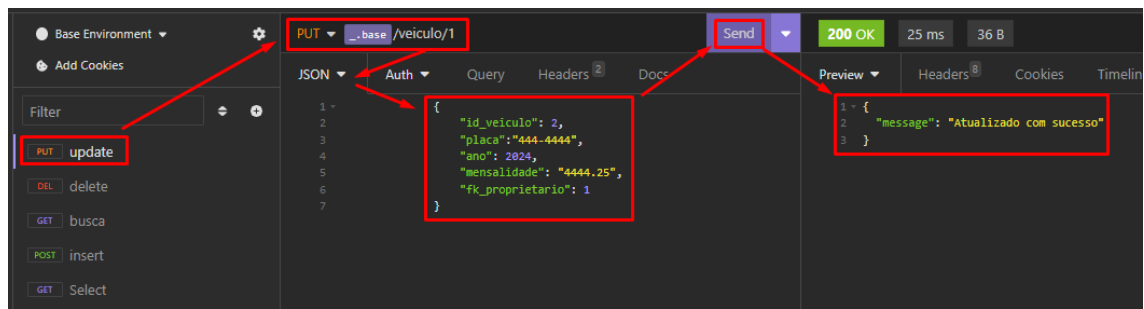 Base Environment
Add Cookies
Filter
PUT update
DEL delete
GET busca
POST insert
GET Select
PUT _.base /veiculo/1 Send
JSON Auth Query Headers 2 Docs
1 {
2 "id_veiculo": 2,
3 "placa":"444-4444",
4 "ano": 2024,
5 "mensalidade": "4444.25",
6 "fk_proprietario": 1
7 }
200 OK 25 ms 36 B
Preview Headers 8 Cookies Timelin
1 {
2 "message": "Atualizado com sucesso"
3 }